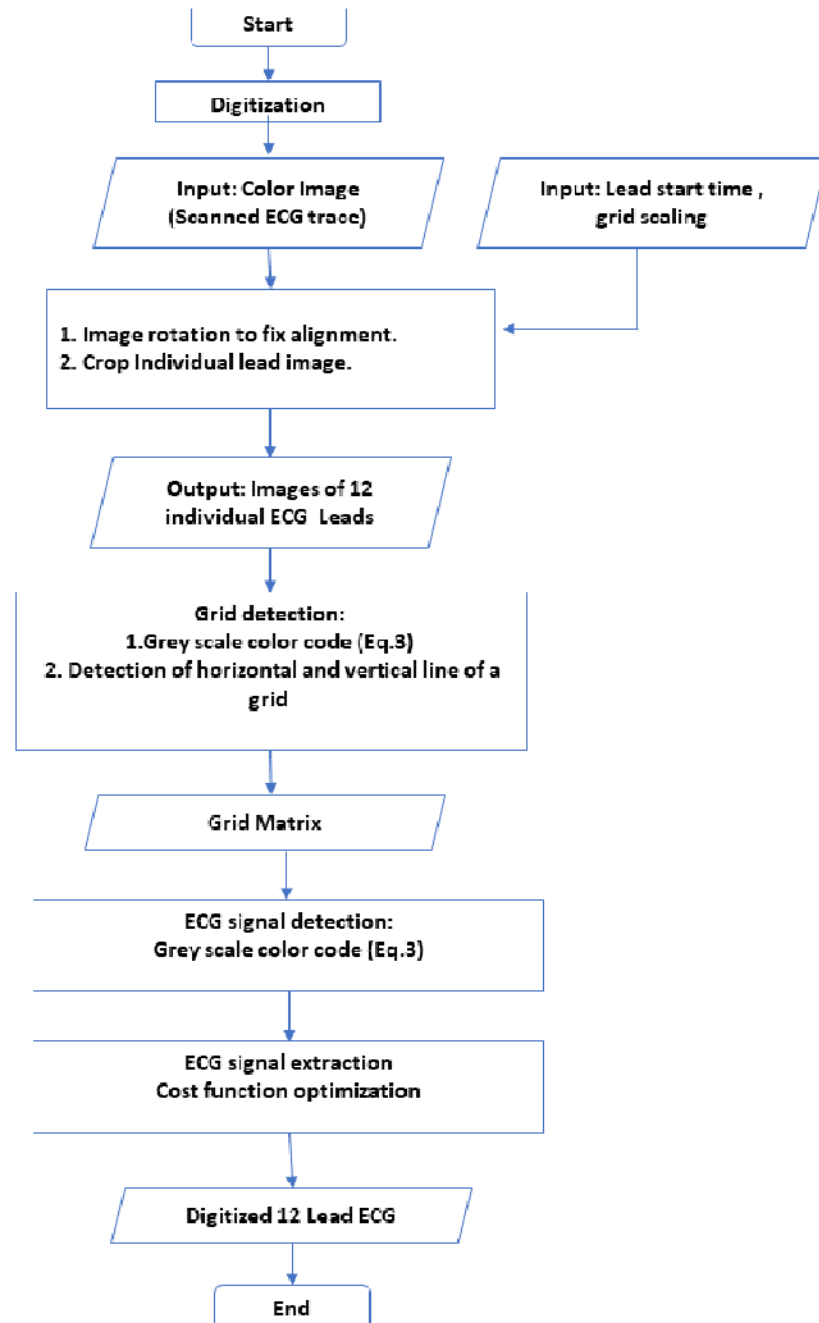 Start
Digitization
Input: Color Image
(Scanned ECG trace)
Input: Lead start time ,
grid scaling
1. Image rotation to fix alignment.
2. Crop Individual lead image.
Output: Images of 12
individual ECG Leads
Grid detection:
1.Grey scale color code (Eq.3)
2. Detection of horizontal and vertical line of a
grid
Grid Matrix
ECG signal detection:
Grey scale color code (Eq.3)
ECG signal extraction
Cost function optimization
Digitized 12 Lead ECG
End